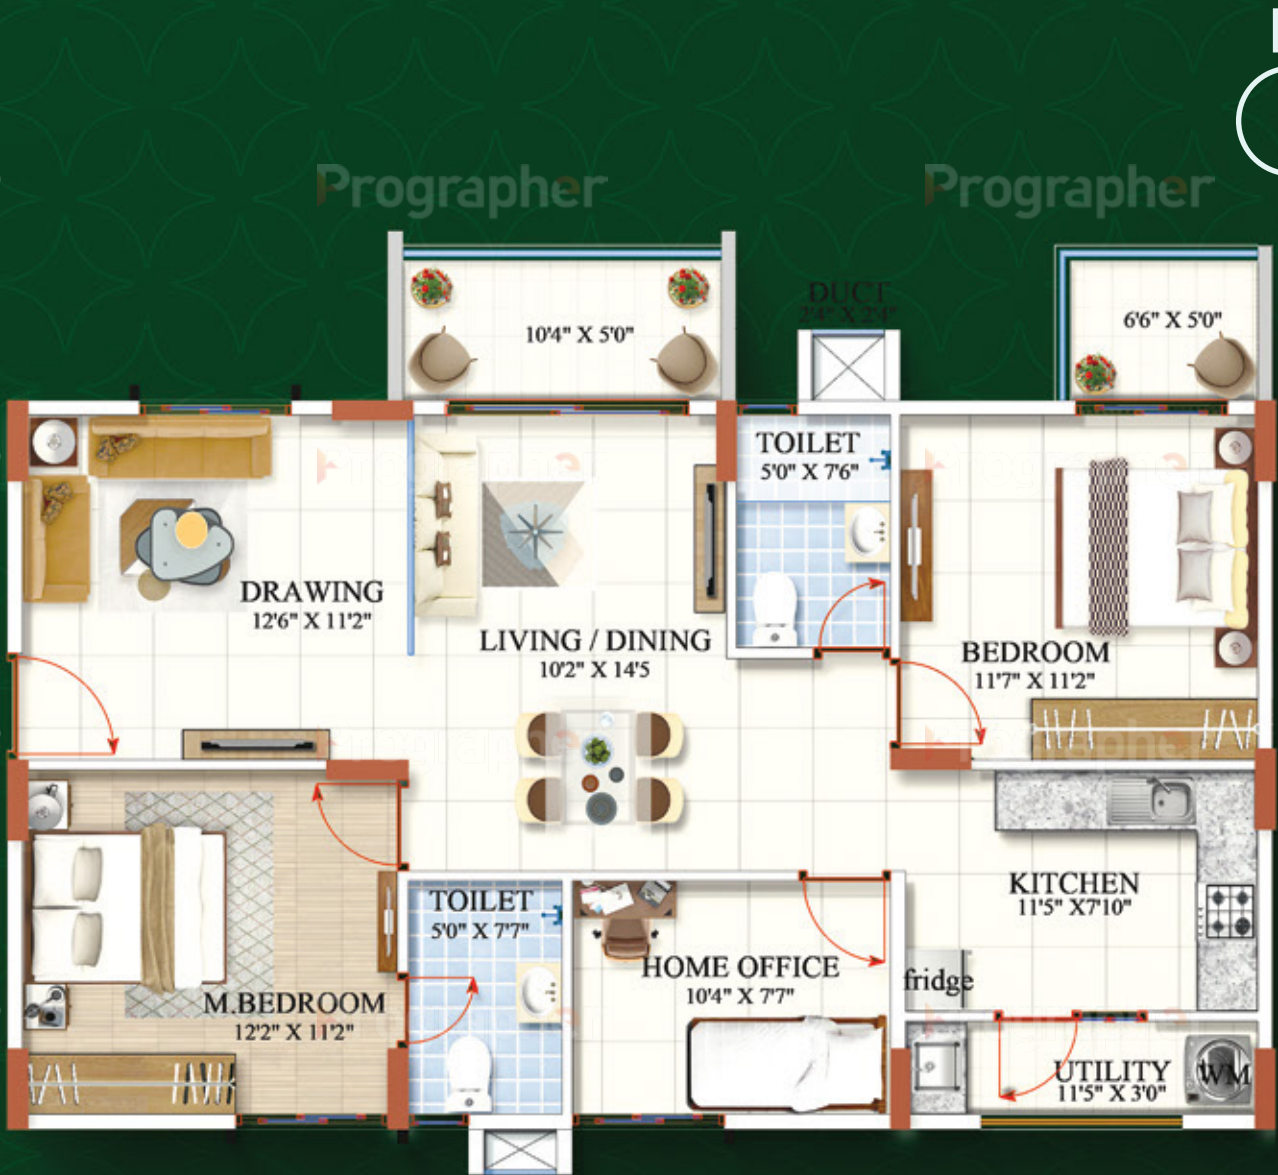 Prographer
Prographer
DUCT
2'4" X 2'4"
10'4" X 5'0"
6'6" X 5'0"
TOILET
5'0" X 7'6"
DRAWING
12'6" X 11'2"
LIVING / DINING
10'2" X 14'5
BEDROOM
11'7" X 11'2"
KITCHEN
11'5" X7'10"
TOILET
5'0" X 7'7"
HOME OFFICE
10'4" X 7'7"
fridge
M.BEDROOM
12'2" X 11'2"
UTILITY
11'5" X 3'0"
WM